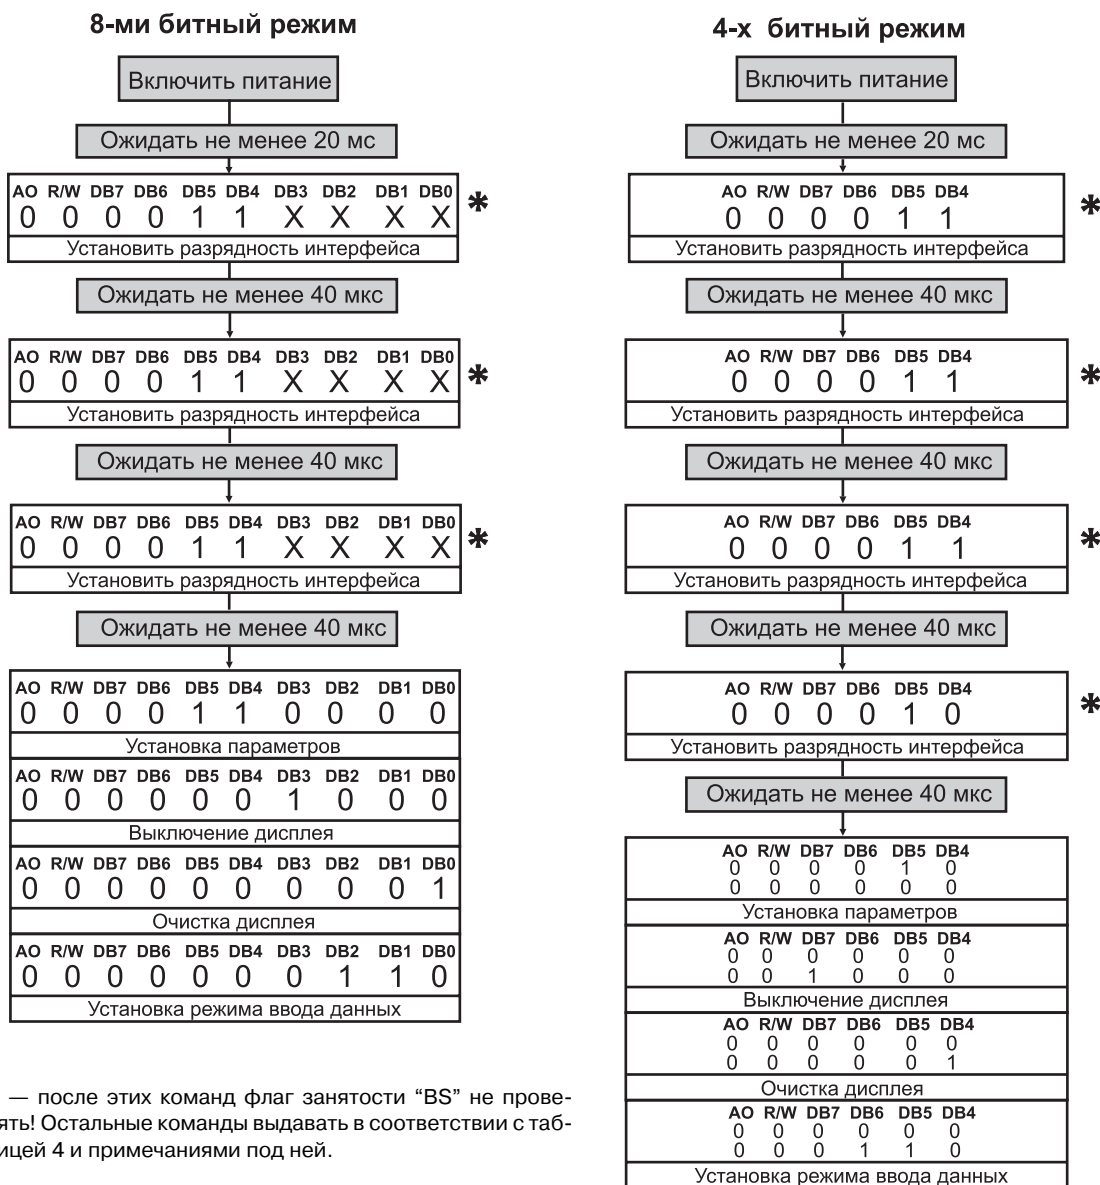 8-ми битный режим
Включить питание
Ожидать не менее 20 мс
AO R/W DB7 DB6 DB5 DB4 DB3 DB2 DB1 DB0
0 0 0 0 1 1 X X X X *
Установить разрядность интерфейса
Ожидать не менее 40 мкс
AO R/W DB7 DB6 DB5 DB4 DB3 DB2 DB1 DB0
0 0 0 0 1 1 X X X X *
Установить разрядность интерфейса
Ожидать не менее 40 мкс
AO R/W DB7 DB6 DB5 DB4 DB3 DB2 DB1 DB0
0 0 0 0 1 1 X X X X *
Установить разрядность интерфейса
Ожидать не менее 40 мкс
AO R/W DB7 DB6 DB5 DB4 DB3 DB2 DB1 DB0
0 0 0 0 1 1 0 0 0 0
Установка параметров
AO R/W DB7 DB6 DB5 DB4 DB3 DB2 DB1 DB0
0 0 0 0 0 0 1 0 0 0
Выключение дисплея
AO R/W DB7 DB6 DB5 DB4 DB3 DB2 DB1 DB0
0 0 0 0 0 0 0 0 0 1
Очистка дисплея
AO R/W DB7 DB6 DB5 DB4 DB3 DB2 DB1 DB0
0 0 0 0 0 0 0 1 1 0
Установка режима ввода данных
— после этих команд флаг занятости “BS” не прове-
ять! Остальные команды выдавать в соответствии с таб-
ицей 4 и примечаниями под ней.
4-х битный режим
Включить питание
Ожидать не менее 20 мс
AO R/W DB7 DB6 DB5 DB4
0 0 0 0 1 1 *
Установить разрядность интерфейса
Ожидать не менее 40 мкс
AO R/W DB7 DB6 DB5 DB4
0 0 0 0 1 1 *
Установить разрядность интерфейса
Ожидать не менее 40 мкс
AO R/W DB7 DB6 DB5 DB4
0 0 0 0 1 1 *
Установить разрядность интерфейса
Ожидать не менее 40 мкс
AO R/W DB7 DB6 DB5 DB4
0 0 0 0 1 0 *
Установить разрядность интерфейса
Ожидать не менее 40 мкс
AO R/W DB7 DB6 DB5 DB4
0 0 0 0 1 0
0 0 0 0 0 0
Установка параметров
AO R/W DB7 DB6 DB5 DB4
0 0 0 0 0 0
0 0 1 0 0 0
Выключение дисплея
AO R/W DB7 DB6 DB5 DB4
0 0 0 0 0 0
0 0 0 0 0 1
Очистка дисплея
AO R/W DB7 DB6 DB5 DB4
0 0 0 0 0 0
0 0 0 1 1 0
Установка режима ввода данных